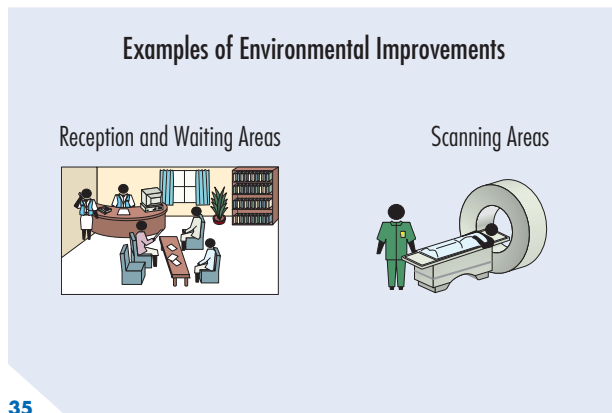 Examples of Environmental Improvements
Reception and Waiting Areas
Scanning Areas
35